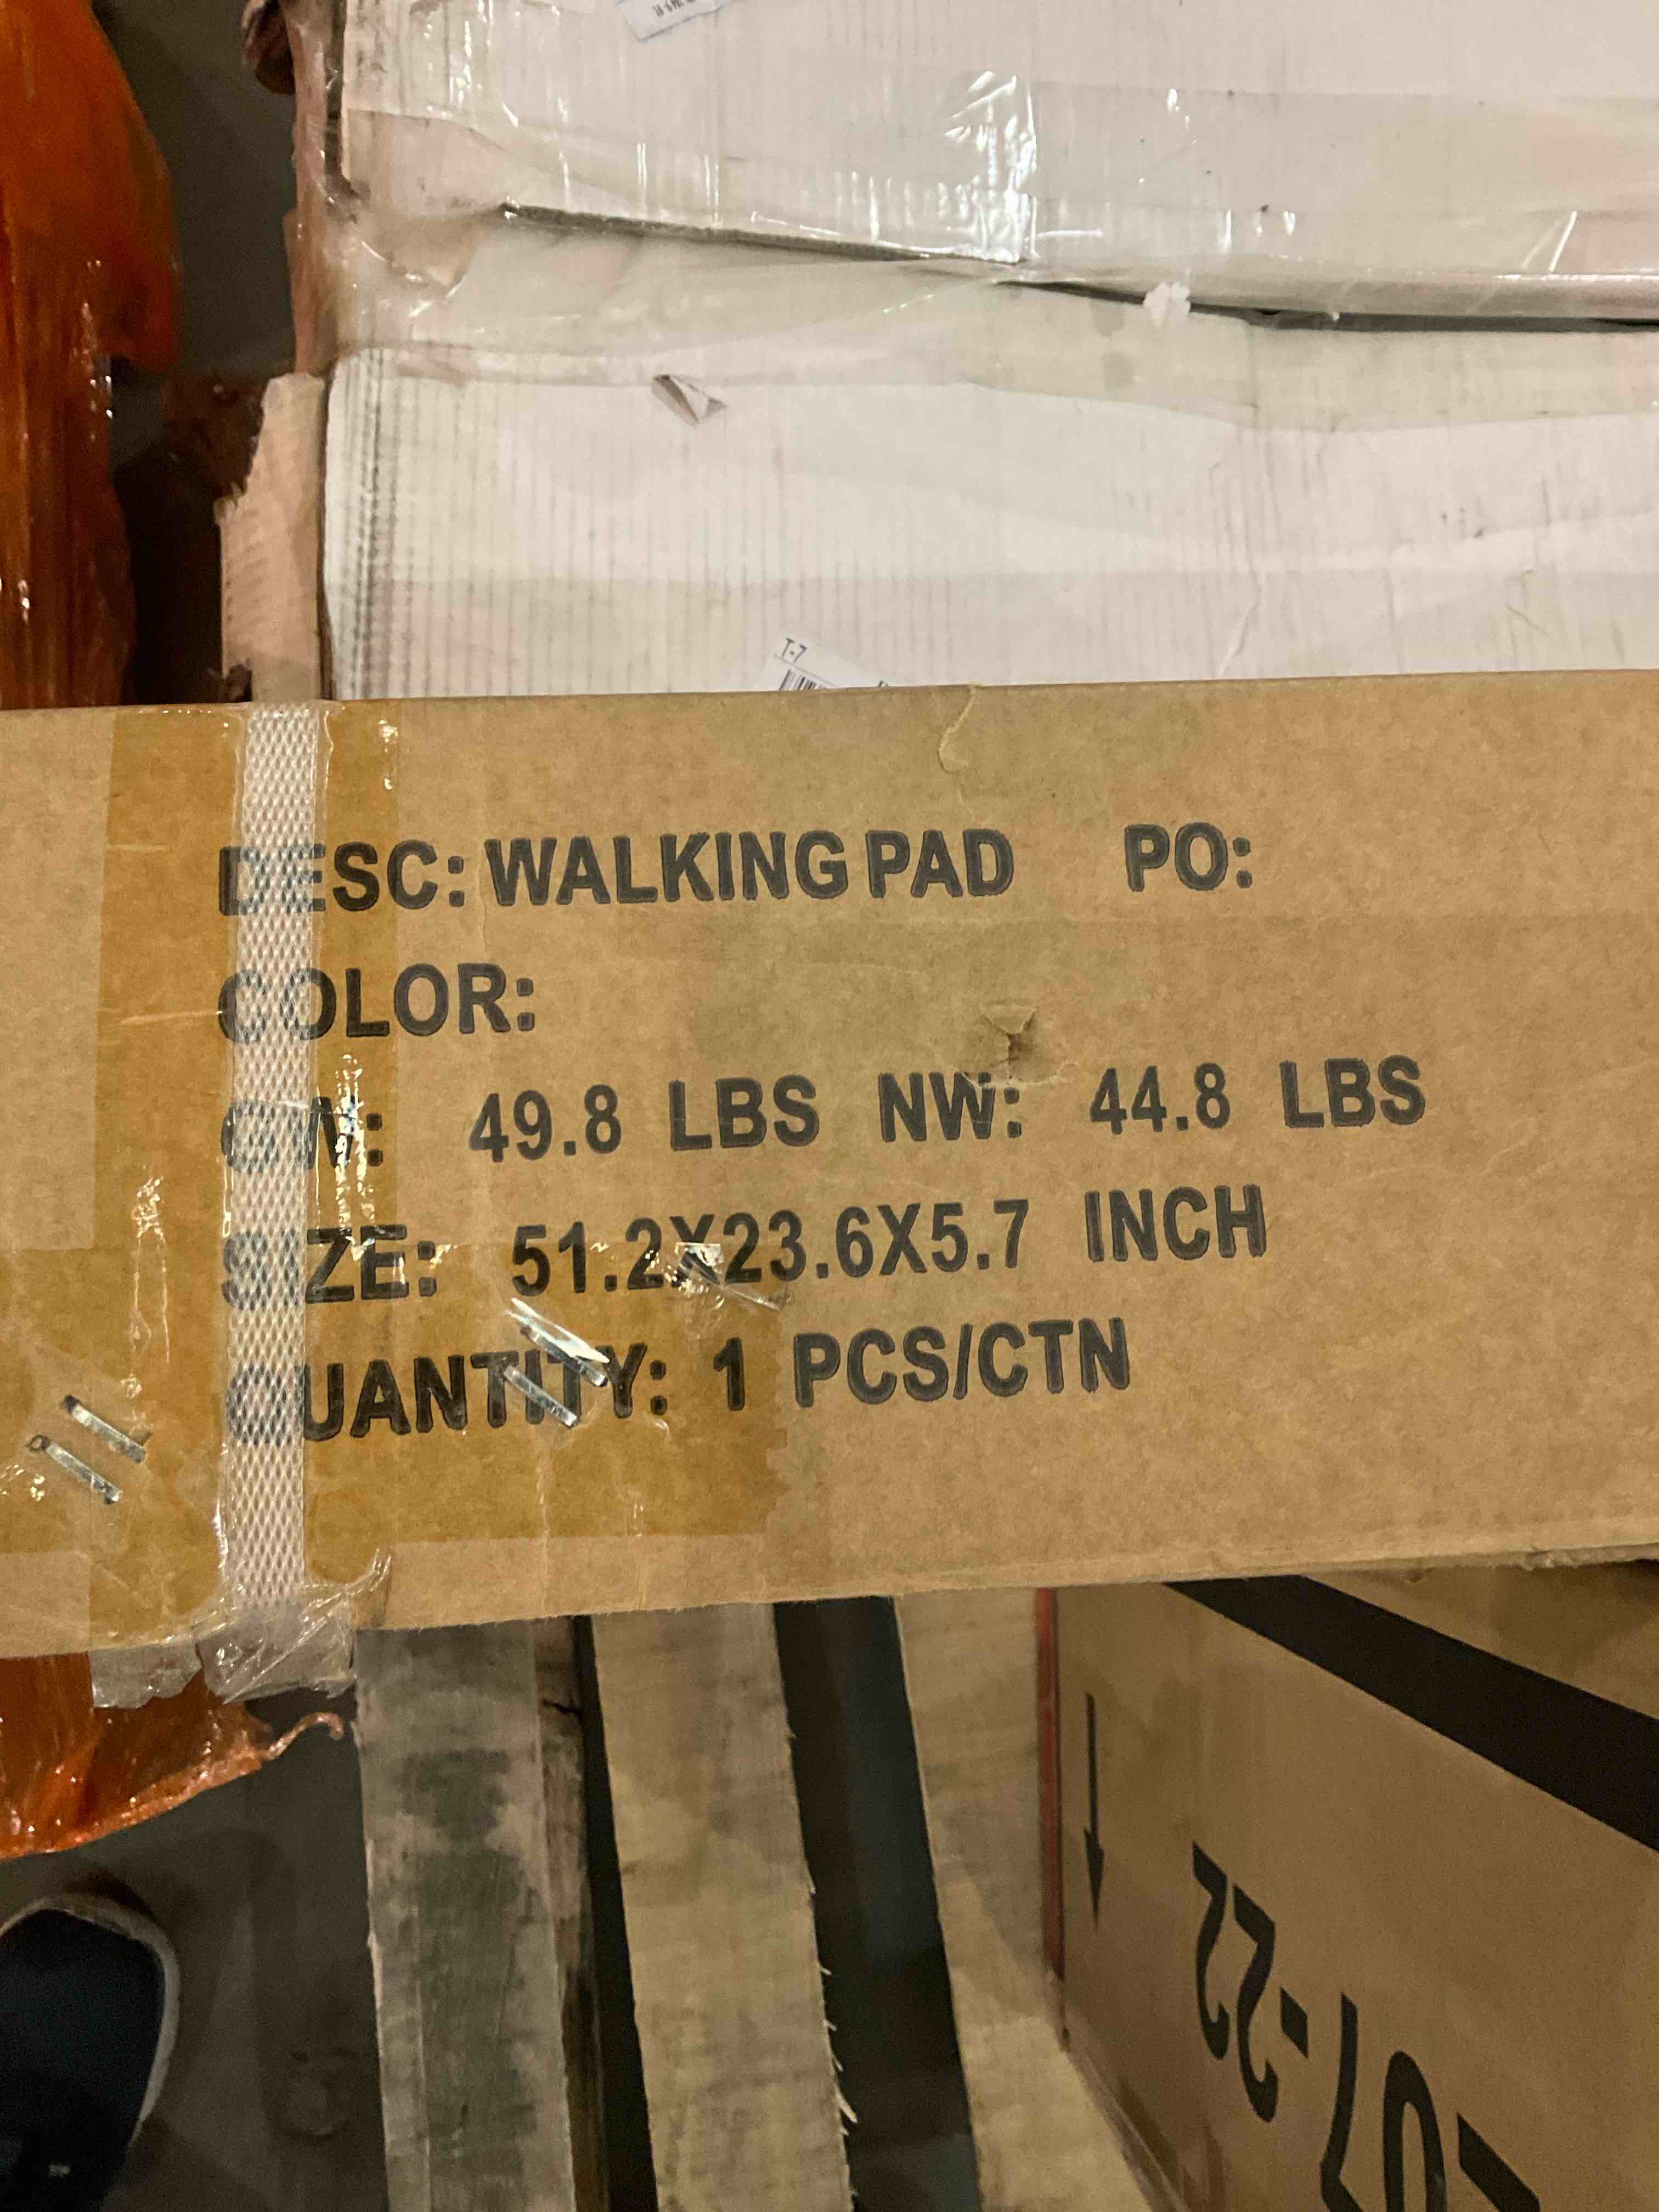 T-7
DESC: WALKING PAD PO:
COLOR:
GW: 49.8 LBS NW: 44.8 LBS
SIZE: 51.2X23.6X5.7 INCH
QUANTITY: 1 PCS/CTN